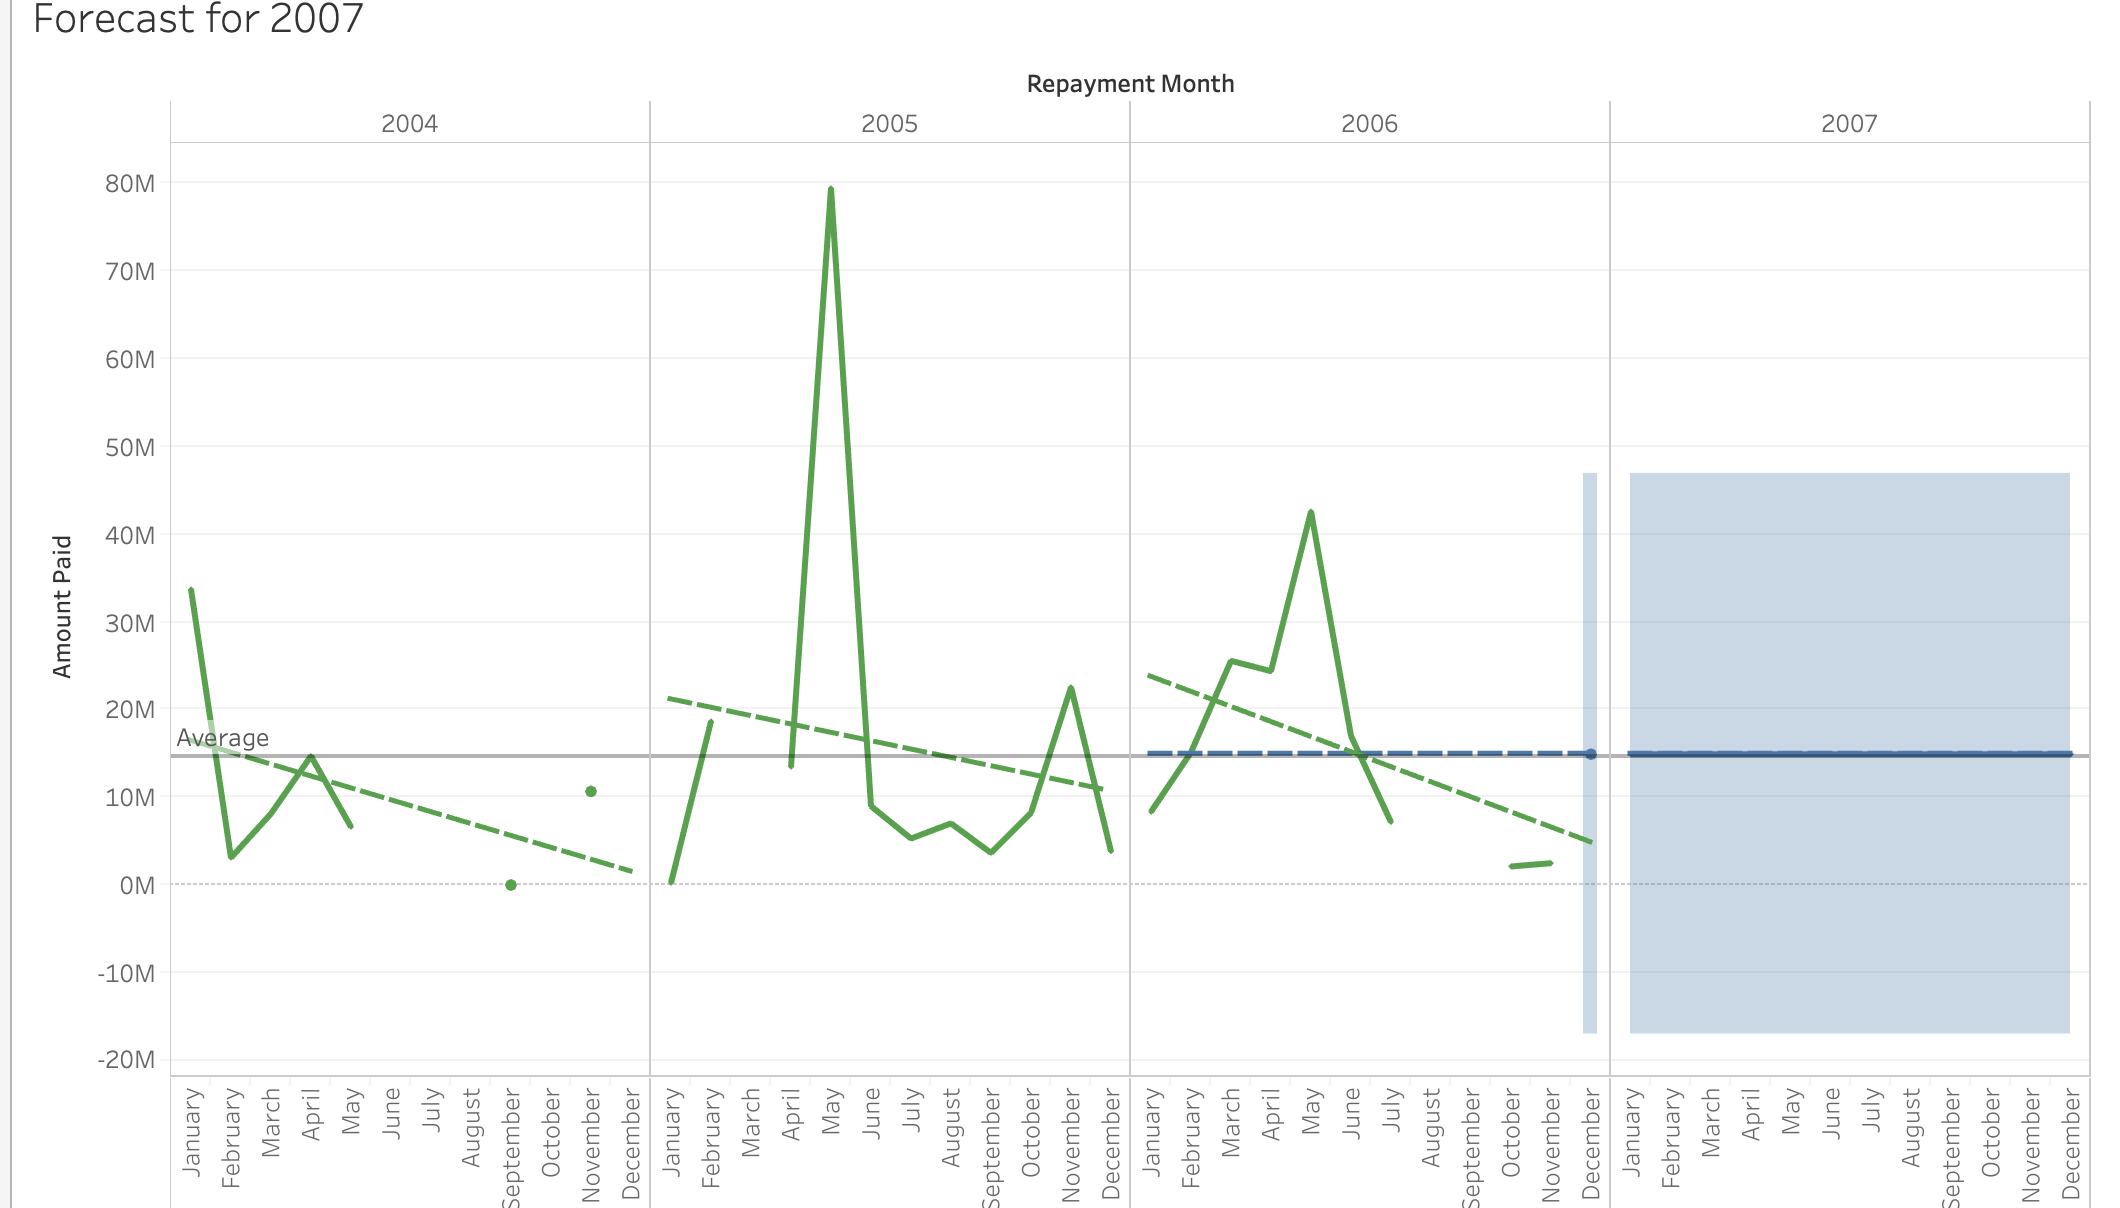 Forecast for 2007
Repayment Month
2004 2005 2006 2007
Amount Paid
80M
70M
60M
50M
40M
30M
20M
Average
10M
0M
-10M
-20M
January February March April May June July August September October November December January February March April May June July August September October November December January February March April May June July August September October November December January February March April May June July August September October November December